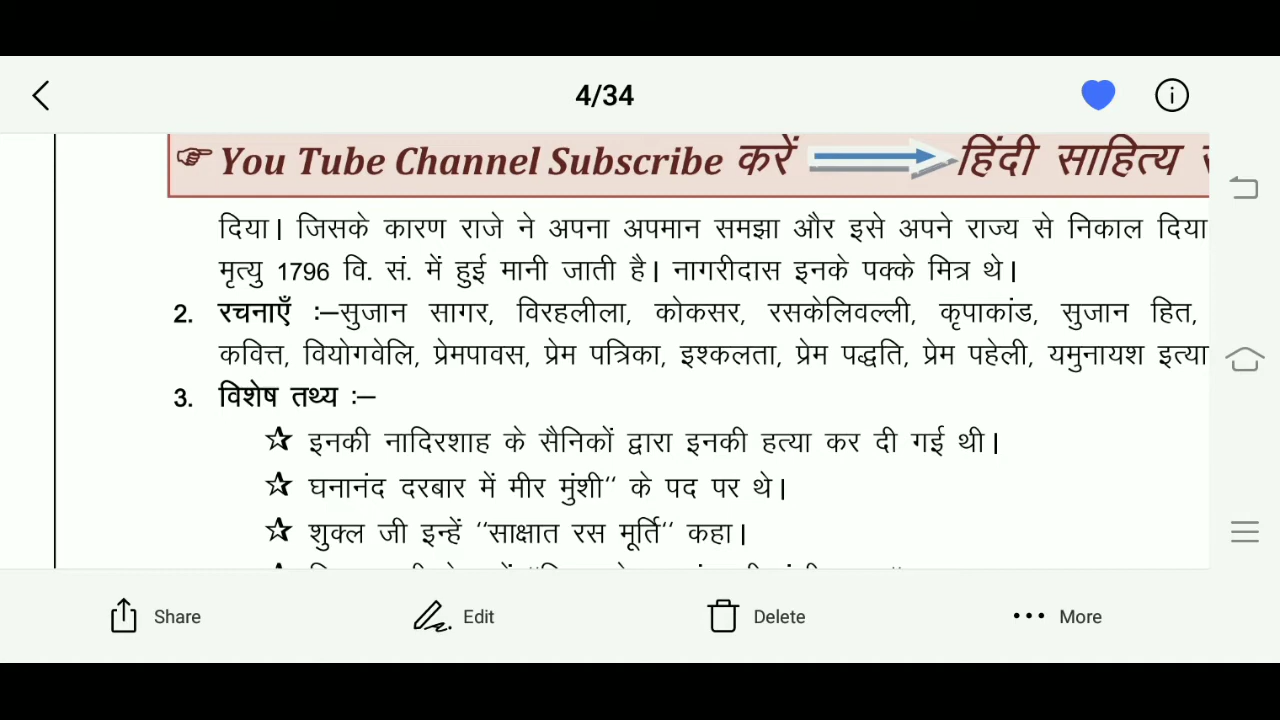 4/34
You Tube Channel Subscribe करें हिंदी साहित्य
दिया। जिसके कारण राजे ने अपना अपमान समझा और इसे अपने राज्य से निकाल दिया
मृत्यु 1796 वि. सं. में हुई मानी जाती है। नागरीदास इनके पक्के मित्र थे।
2. रचनाएँ :–सुजान सागर, विरहलीला, कोकसर, रसकेलिवल्ली, कृपाकांड, सुजान हित,
कवित्त, वियोगवेलि, प्रेमपावस, प्रेम पत्रिका, इश्कलता, प्रेम पद्धति, प्रेम पहेली, यमुनायश इत्या
3. विशेष तथ्य :–
☆ इनकी नादिरशाह के सैनिकों द्वारा इनकी हत्या कर दी गई थी।
☆ घनानंद दरबार में मीर मुंशी‘‘ के पद पर थे।
☆ शुक्ल जी इन्हें ‘‘साक्षात रस मूर्ति‘‘ कहा।
Share Edit Delete More